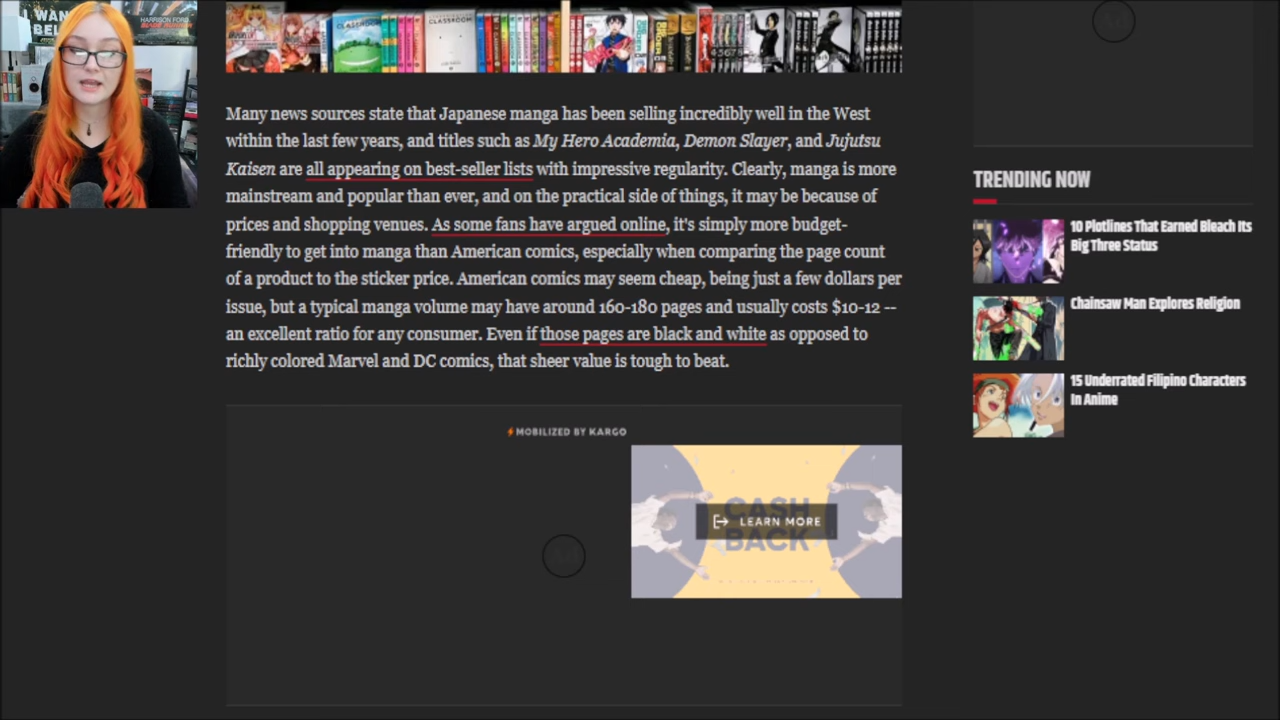 I WANT
BEL
HARRISON FORD
CLASSROOM
CLASSROOM
Many news sources state that Japanese manga has been selling incredibly well in the West
within the last few years, and titles such as My Hero Academia, Demon Slayer, and Jujutsu
Kaisen are all appearing on best-seller lists with impressive regularity. Clearly, manga is more
mainstream and popular than ever, and on the practical side of things, it may be because of
prices and shopping venues. As some fans have argued online, it's simply more budget-
friendly to get into manga than American comics, especially when comparing the page count
of a product to the sticker price. American comics may seem cheap, being just a few dollars per
issue, but a typical manga volume may have around 160-180 pages and usually costs $10-12 --
an excellent ratio for any consumer. Even if those pages are black and white as opposed to
richly colored Marvel and DC comics, that sheer value is tough to beat.
MOBILIZED BY KARGO
CASH
LEARN MORE
BACK
TRENDING NOW
10 Plotlines That Earned Bleach Its
Big Three Status
Chainsaw Man Explores Religion
15 Underrated Filipino Characters
In Anime